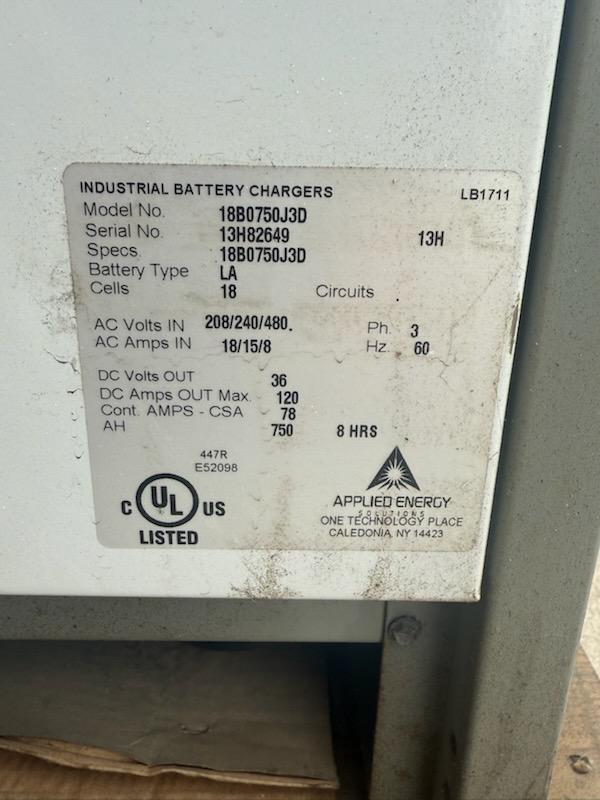 INDUSTRIAL BATTERY CHARGERS LB1711
Model No. 18B0750J3D
Serial No. 13H82649 13H
Specs. 18B0750J3D
Battery Type LA
Cells 18 Circuits
AC Volts IN 208/240/480. Ph. 3
AC Amps IN 18/15/8 Hz. 60
DC Volts OUT 36
DC Amps OUT Max. 120
Cont. AMPS - CSA 78
AH 750 8 HRS
447R
E52098
C UL US
LISTED
APPLIED ENERGY
SOLUTIONS
ONE TECHNOLOGY PLACE
CALEDONIA, NY 14423